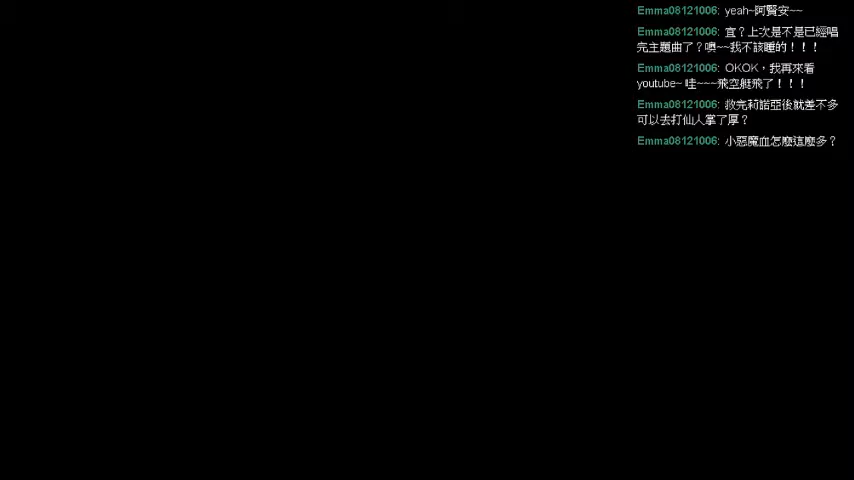 Emma08121006: yeah~阿賢安~~
Emma08121006: 宜？上次是不是已經唱
完主題曲了？噢~~我不該睡的！！！
Emma08121006: OKOK，我再來看
youtube~ 哇~~~飛空艇飛了！！！
Emma08121006: 救完莉諾亞後就差不多
可以去打仙人掌了厚？
Emma08121006: 小惡魔血怎麼這麼多？